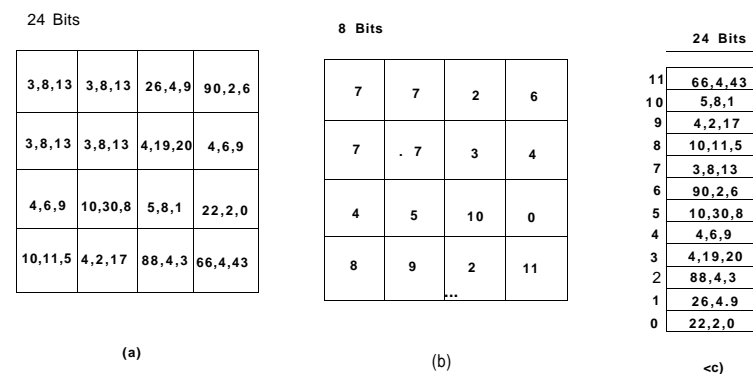 24 Bits
3,8,13 3,8,13 26,4,9 90,2,6
3,8,13 3,8,13 4,19,20 4,6,9
4,6,9 10,30,8 5,8,1 22,2,0
10,11,5 4,2,17 88,4,3 66,4,43
(a)
8 Bits
7 7 2 6
7 . 7 3 4
4 5 10 0
8 9 2 11
...
(b)
24 Bits
11 66,4,43
10 5,8,1
9 4,2,17
8 10,11,5
7 3,8,13
6 90,2,6
5 10,30,8
4 4,6,9
3 4,19,20
2 88,4,3
1 26,4.9
0 22,2,0
<c)